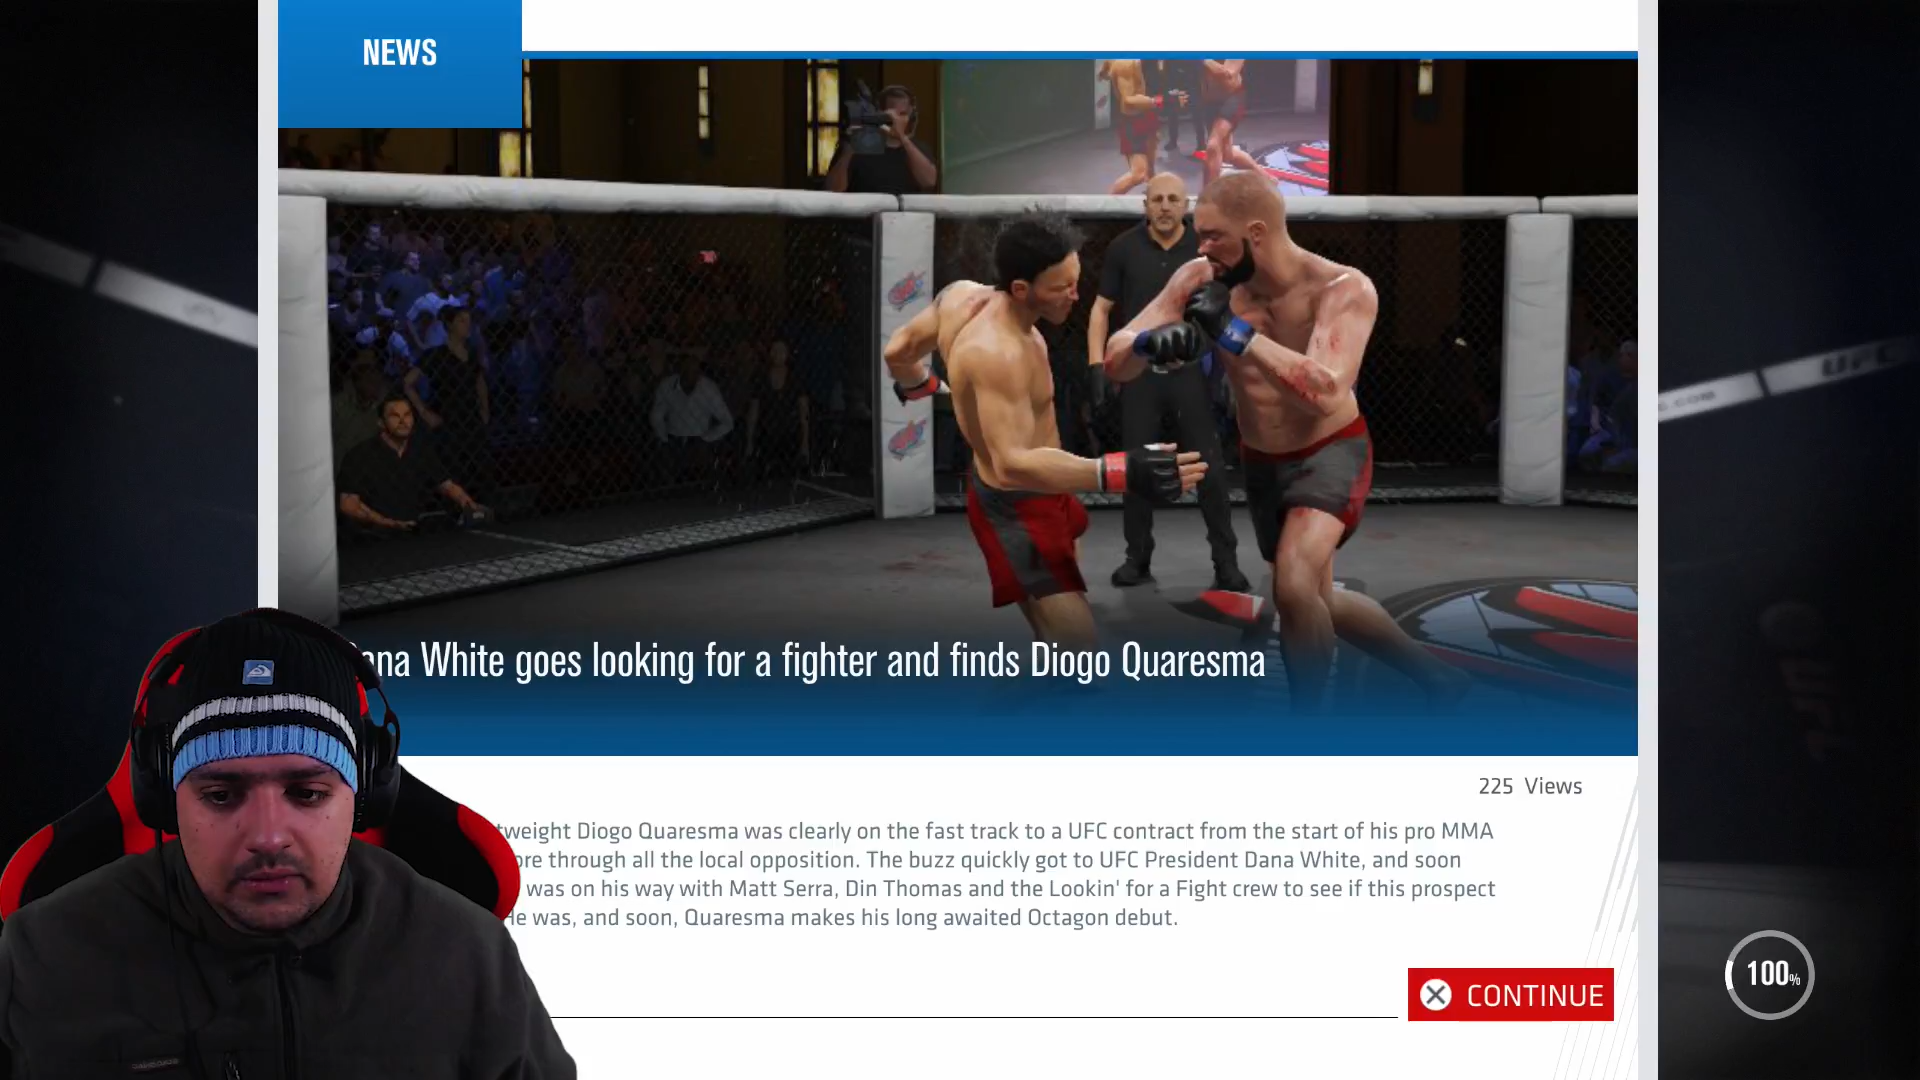 NEWS
UFC
White goes looking for a fighter and finds Diogo Quaresma
225 Views
Diogo Quaresma was clearly on the fast track to a UFC contract from the start of his pro MMA
through all the local opposition. The buzz quickly got to UFC President Dana White, and soon
was on his way with Matt Serra, Din Thomas and the Lookin' for a Fight crew to see if this prospect
He was, and soon, Quaresma makes his long awaited Octagon debut.
CONTINUE
100%